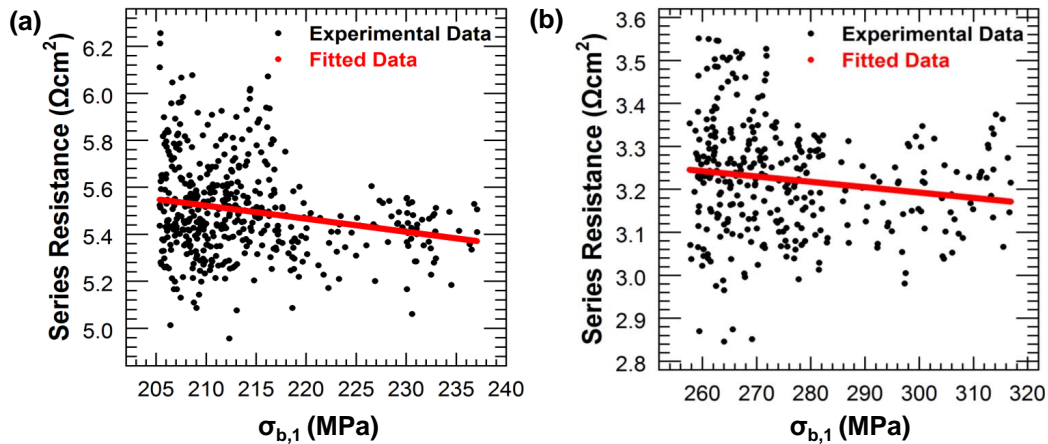 (a)
Experimental Data
Fitted Data
Series Resistance (Ωcm²)
6.2
6.0
5.8
5.6
5.4
5.2
5.0
205 210 215 220 225 230 235 240
σb,1 (MPa)
(b)
Experimental Data
Fitted Data
Series Resistance (Ωcm²)
3.6
3.5
3.4
3.3
3.2
3.1
3.0
2.9
2.8
260 270 280 290 300 310 320
σb,1 (MPa)